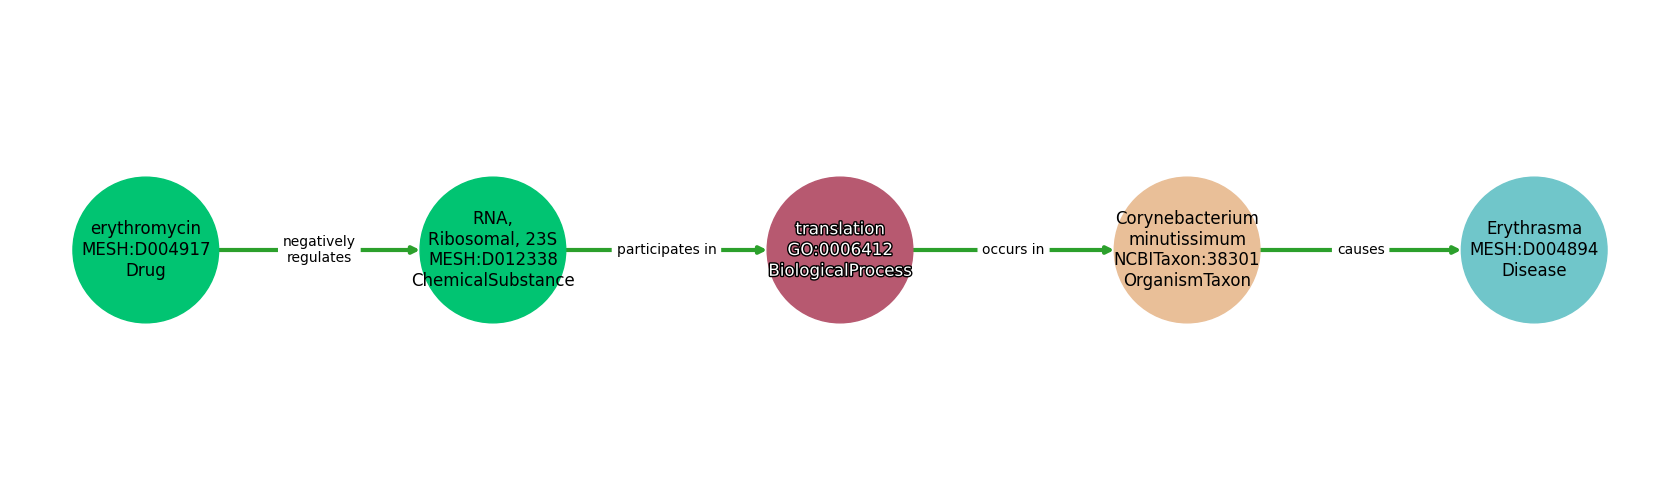 erythromycin
MESH:D004917
Drug
negatively
regulates
RNA,
Ribosomal, 23S
MESH:D012338
ChemicalSubstance
participates in
translation
GO:0006412
BiologicalProcess
occurs in
Corynebacterium
minutissimum
NCBITaxon:38301
OrganismTaxon
causes
Erythrasma
MESH:D004894
Disease